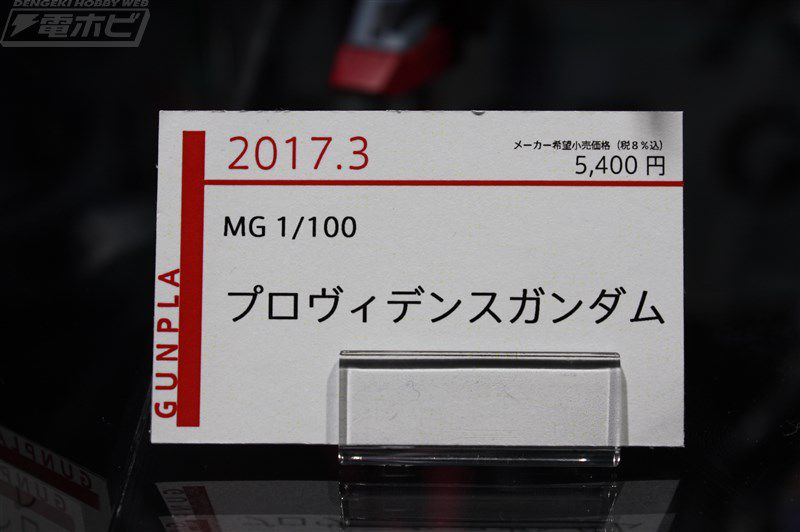 DENGEKI HOBBY WEB
電ホビ
2017.3
メーカー希望小売価格（税8%込）
5,400 円
MG 1/100
プロヴィデンスガンダム
GUNPLA
GUNPLA